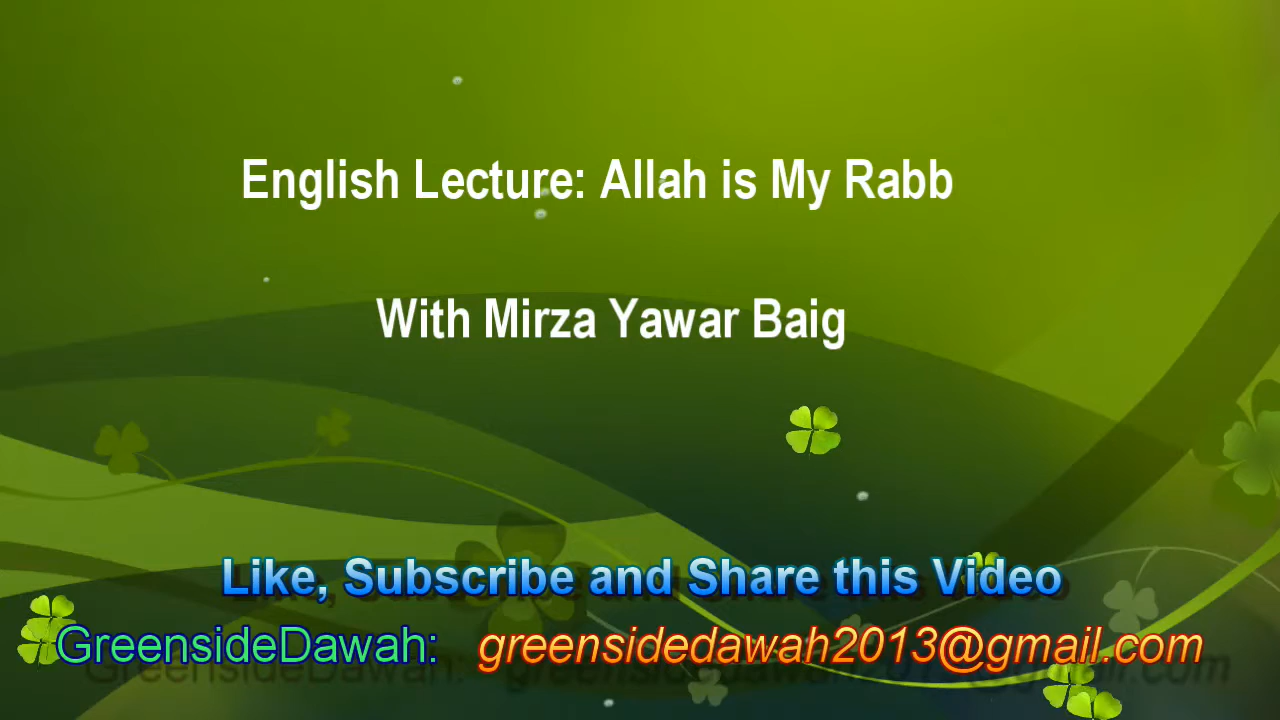 English Lecture: Allah is My Rabb
With Mirza Yawar Baig
Like, Subscribe and Share this Video
GreensideDawah: greensidedawah2013@gmail.com